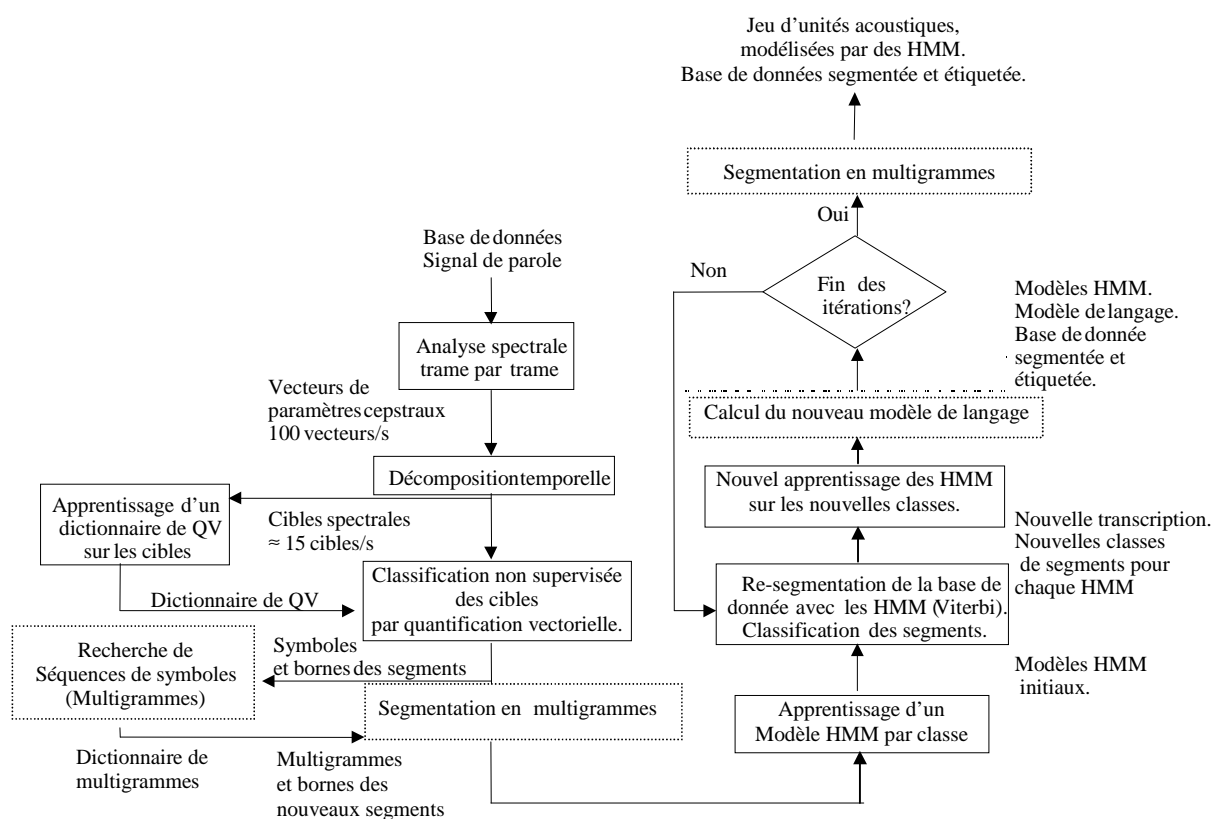 Jeu d'unités acoustiques,
modélisées par des HMM.
Base de données segmentée et étiquetée.
Segmentation en multigrammes
Oui
Non
Fin des
itérations?
Modèles HMM.
Modèle de langage.
Base de donnée
segmentée et
étiquetée.
Calcul du nouveau modèle de langage
Nouvel apprentissage des HMM
sur les nouvelles classes.
Nouvelle transcription.
Nouvelles classes
de segments pour
chaque HMM
Re-segmentation de la base de
donnée avec les HMM (Viterbi).
Classification des segments.
Modèles HMM
initiaux.
Apprentissage d'un
Modèle HMM par classe
Base de données
Signal de parole
Analyse spectrale
trame par trame
Vecteurs de
paramètres cepstraux
100 vecteurs/s
Décomposition temporelle
Apprentissage d'un
dictionnaire de QV
sur les cibles
Cibles spectrales
≈ 15 cibles/s
Dictionnaire de QV
Classification non supervisée
des cibles
par quantification vectorielle.
Symboles
et bornes des segments
Recherche de
Séquences de symboles
(Multigrammes)
Segmentation en multigrammes
Dictionnaire de
multigrammes
Multigrammes
et bornes des
nouveaux segments